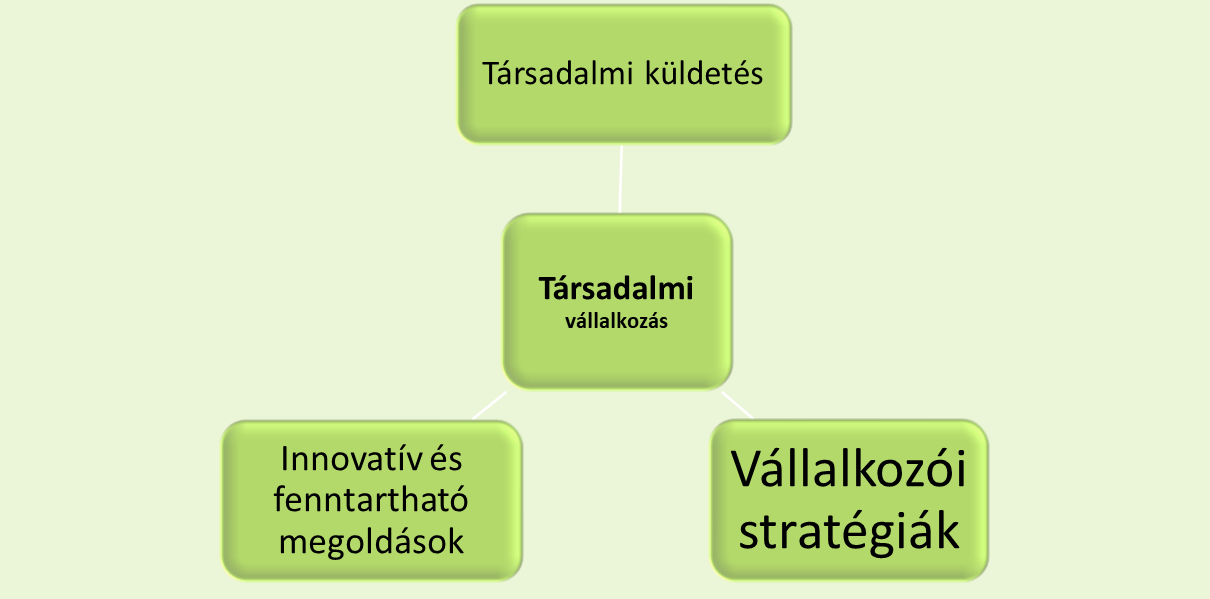 Társadalmi küldetés
Társadalmi
vállalkozás
Innovatív és
fenntartható
megoldások
Vállalkozói
stratégiák